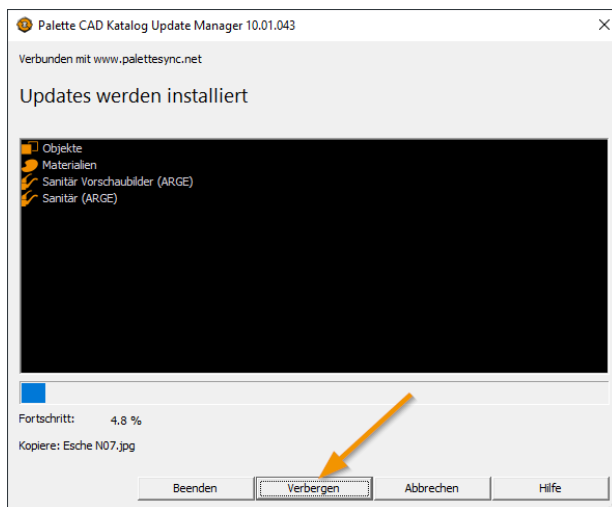 Palette CAD Katalog Update Manager 10.01.043
Verbunden mit www.palettesync.net
Updates werden installiert
Objekte
Materialien
Sanitär Vorschaubilder (ARGE)
Sanitär (ARGE)
Fortschritt: 4.8 %
Kopiere: Esche N07.jpg
Beenden Verbergen Abbrechen Hilfe